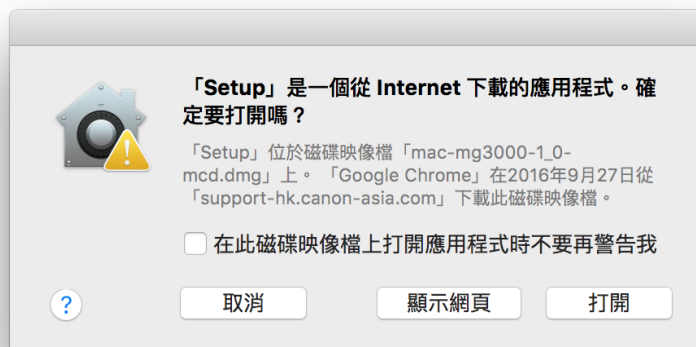 「Setup」是一個從 Internet 下載的應用程式。確
定要打開嗎？
「Setup」位於磁碟映像檔「mac-mg3000-1_0-
mcd.dmg」上。「Google Chrome」在2016年9月27日從
「support-hk.canon-asia.com」下載此磁碟映像檔。
在此磁碟映像檔上打開應用程式時不要再警告我
? 取消 顯示網頁 打開